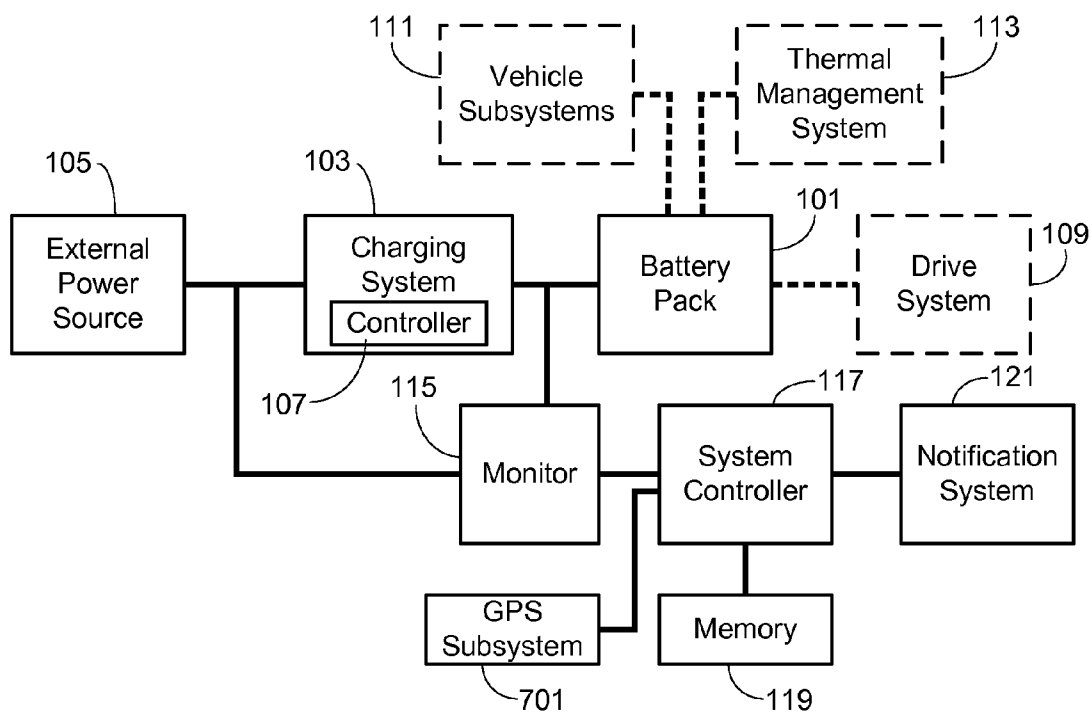 111
Vehicle
Subsystems
Thermal
Management
System
113
105
External
Power
Source
103
Charging
System
Controller
107
101
Battery
Pack
Drive
System
109
115
Monitor
117
System
Controller
121
Notification
System
GPS
Subsystem
701
Memory
119